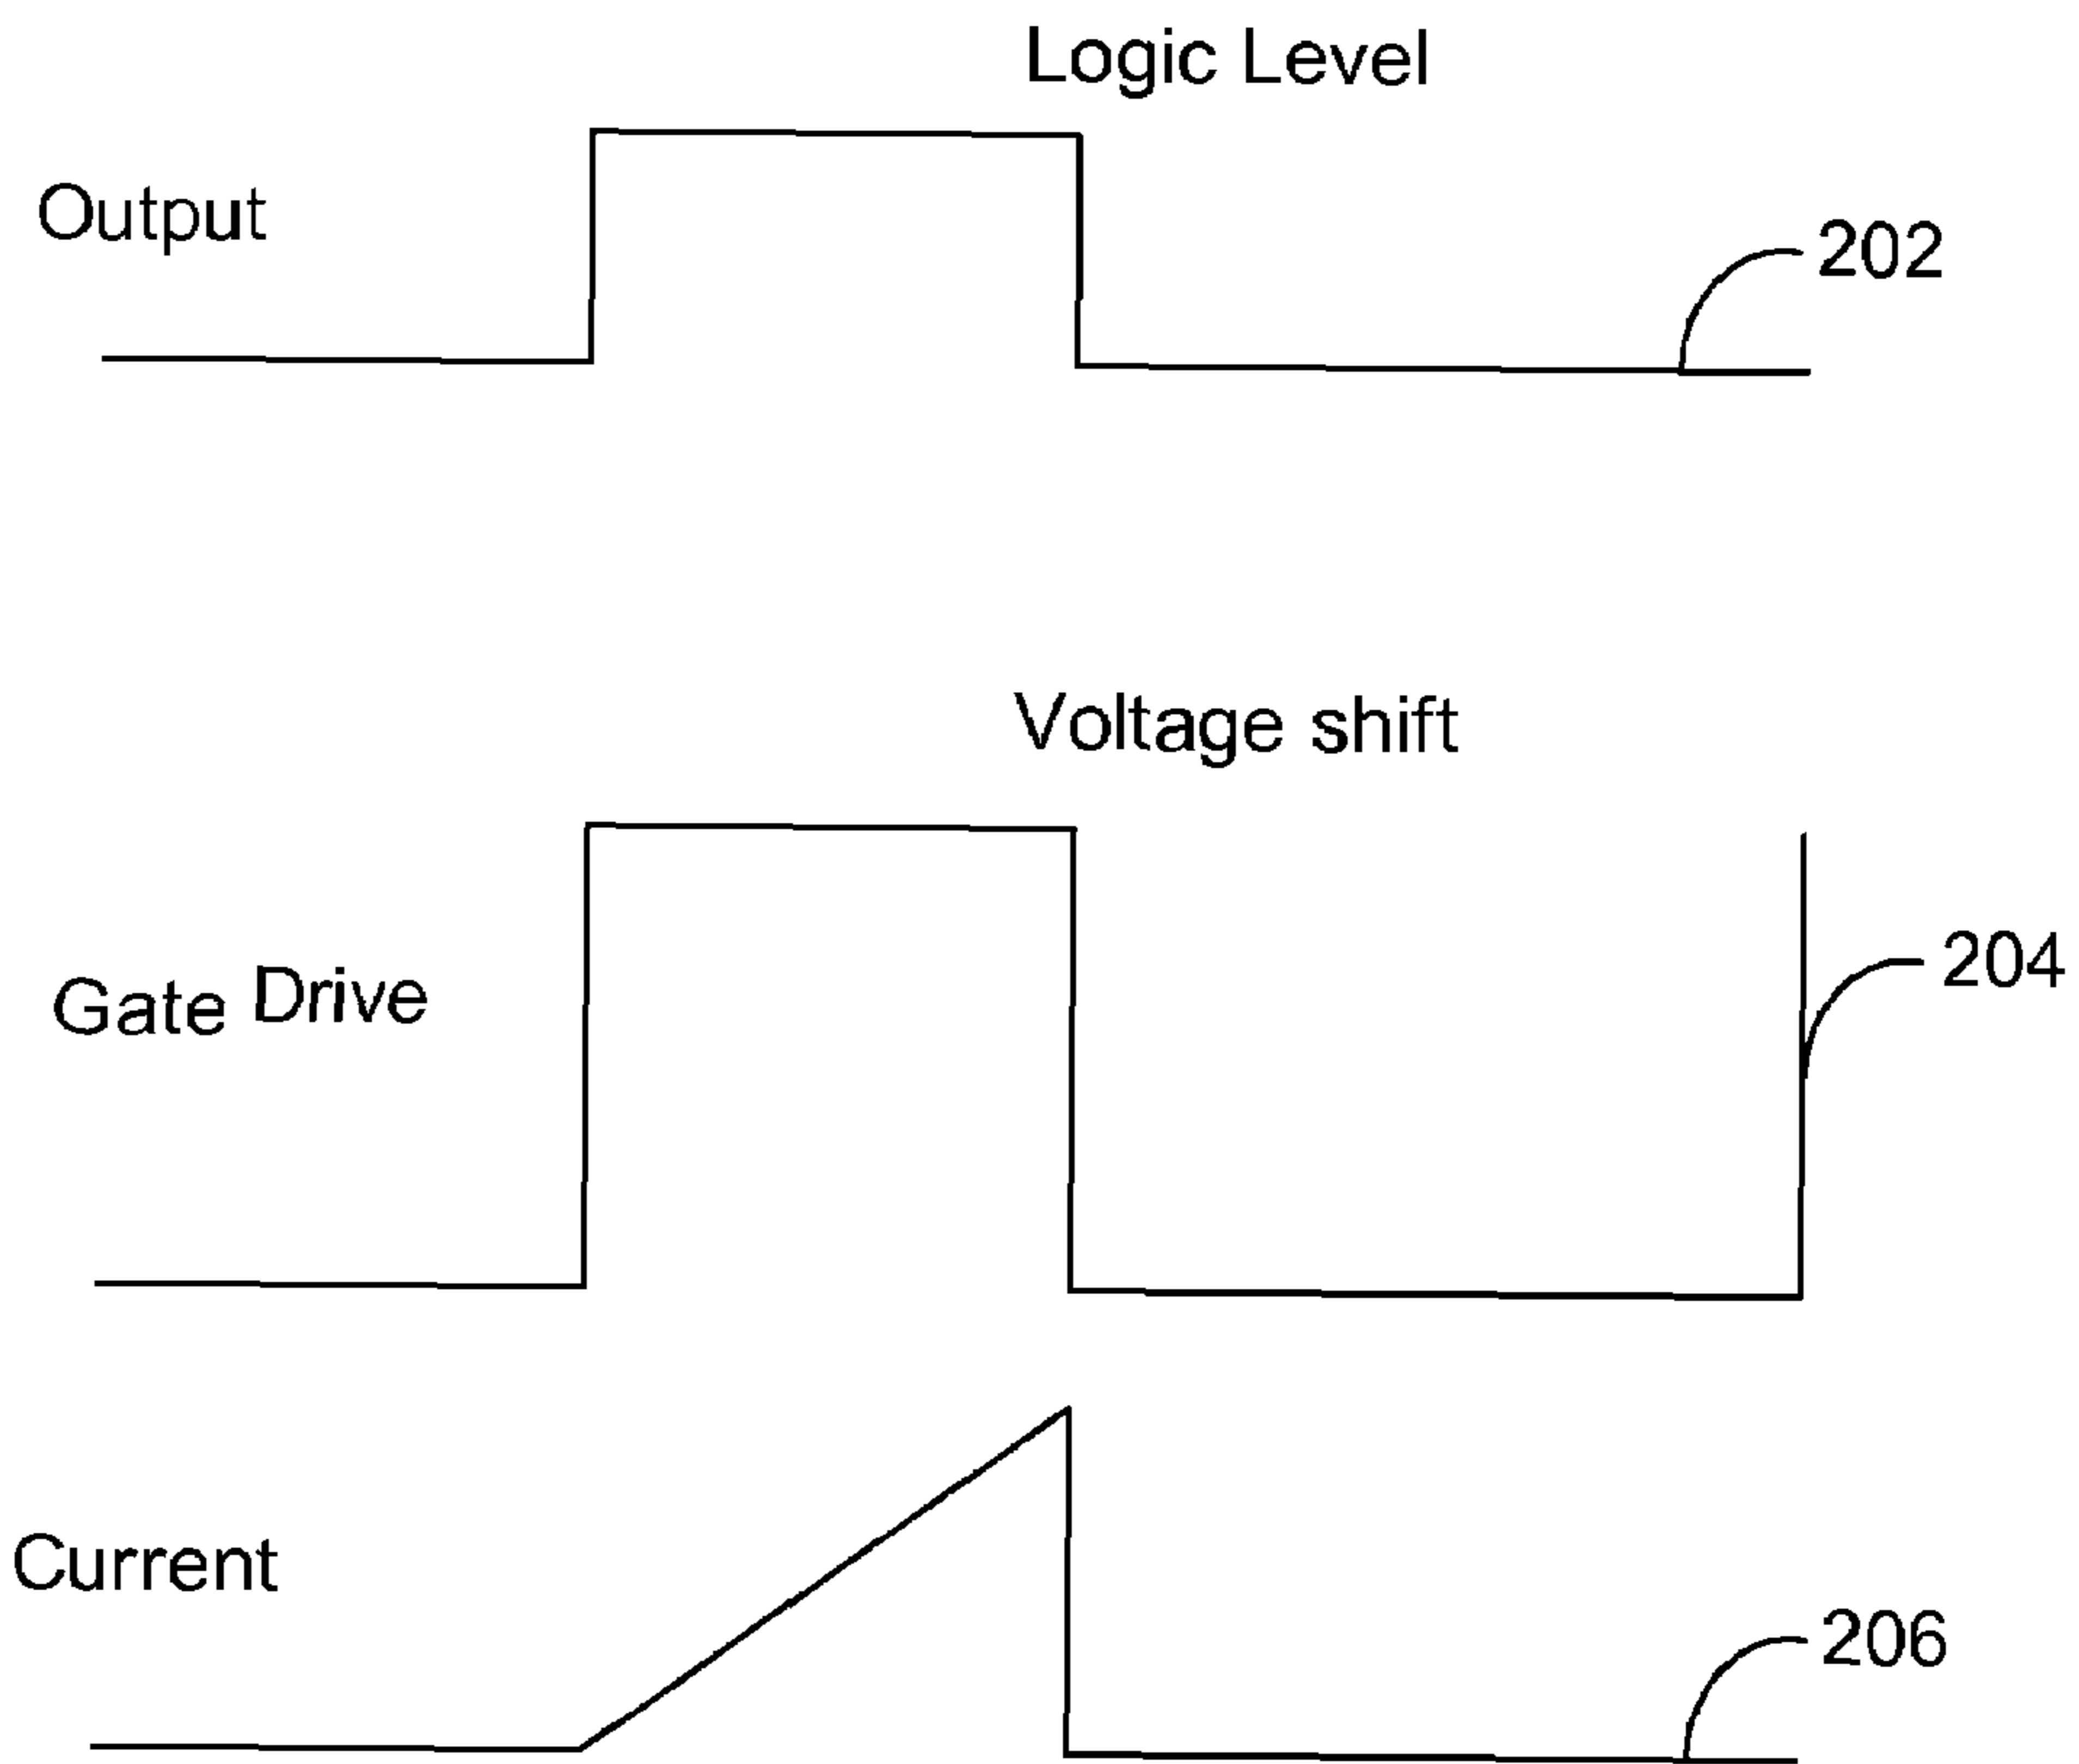 Logic Level
Output
202
Voltage shift
Gate Drive
204
Current
206